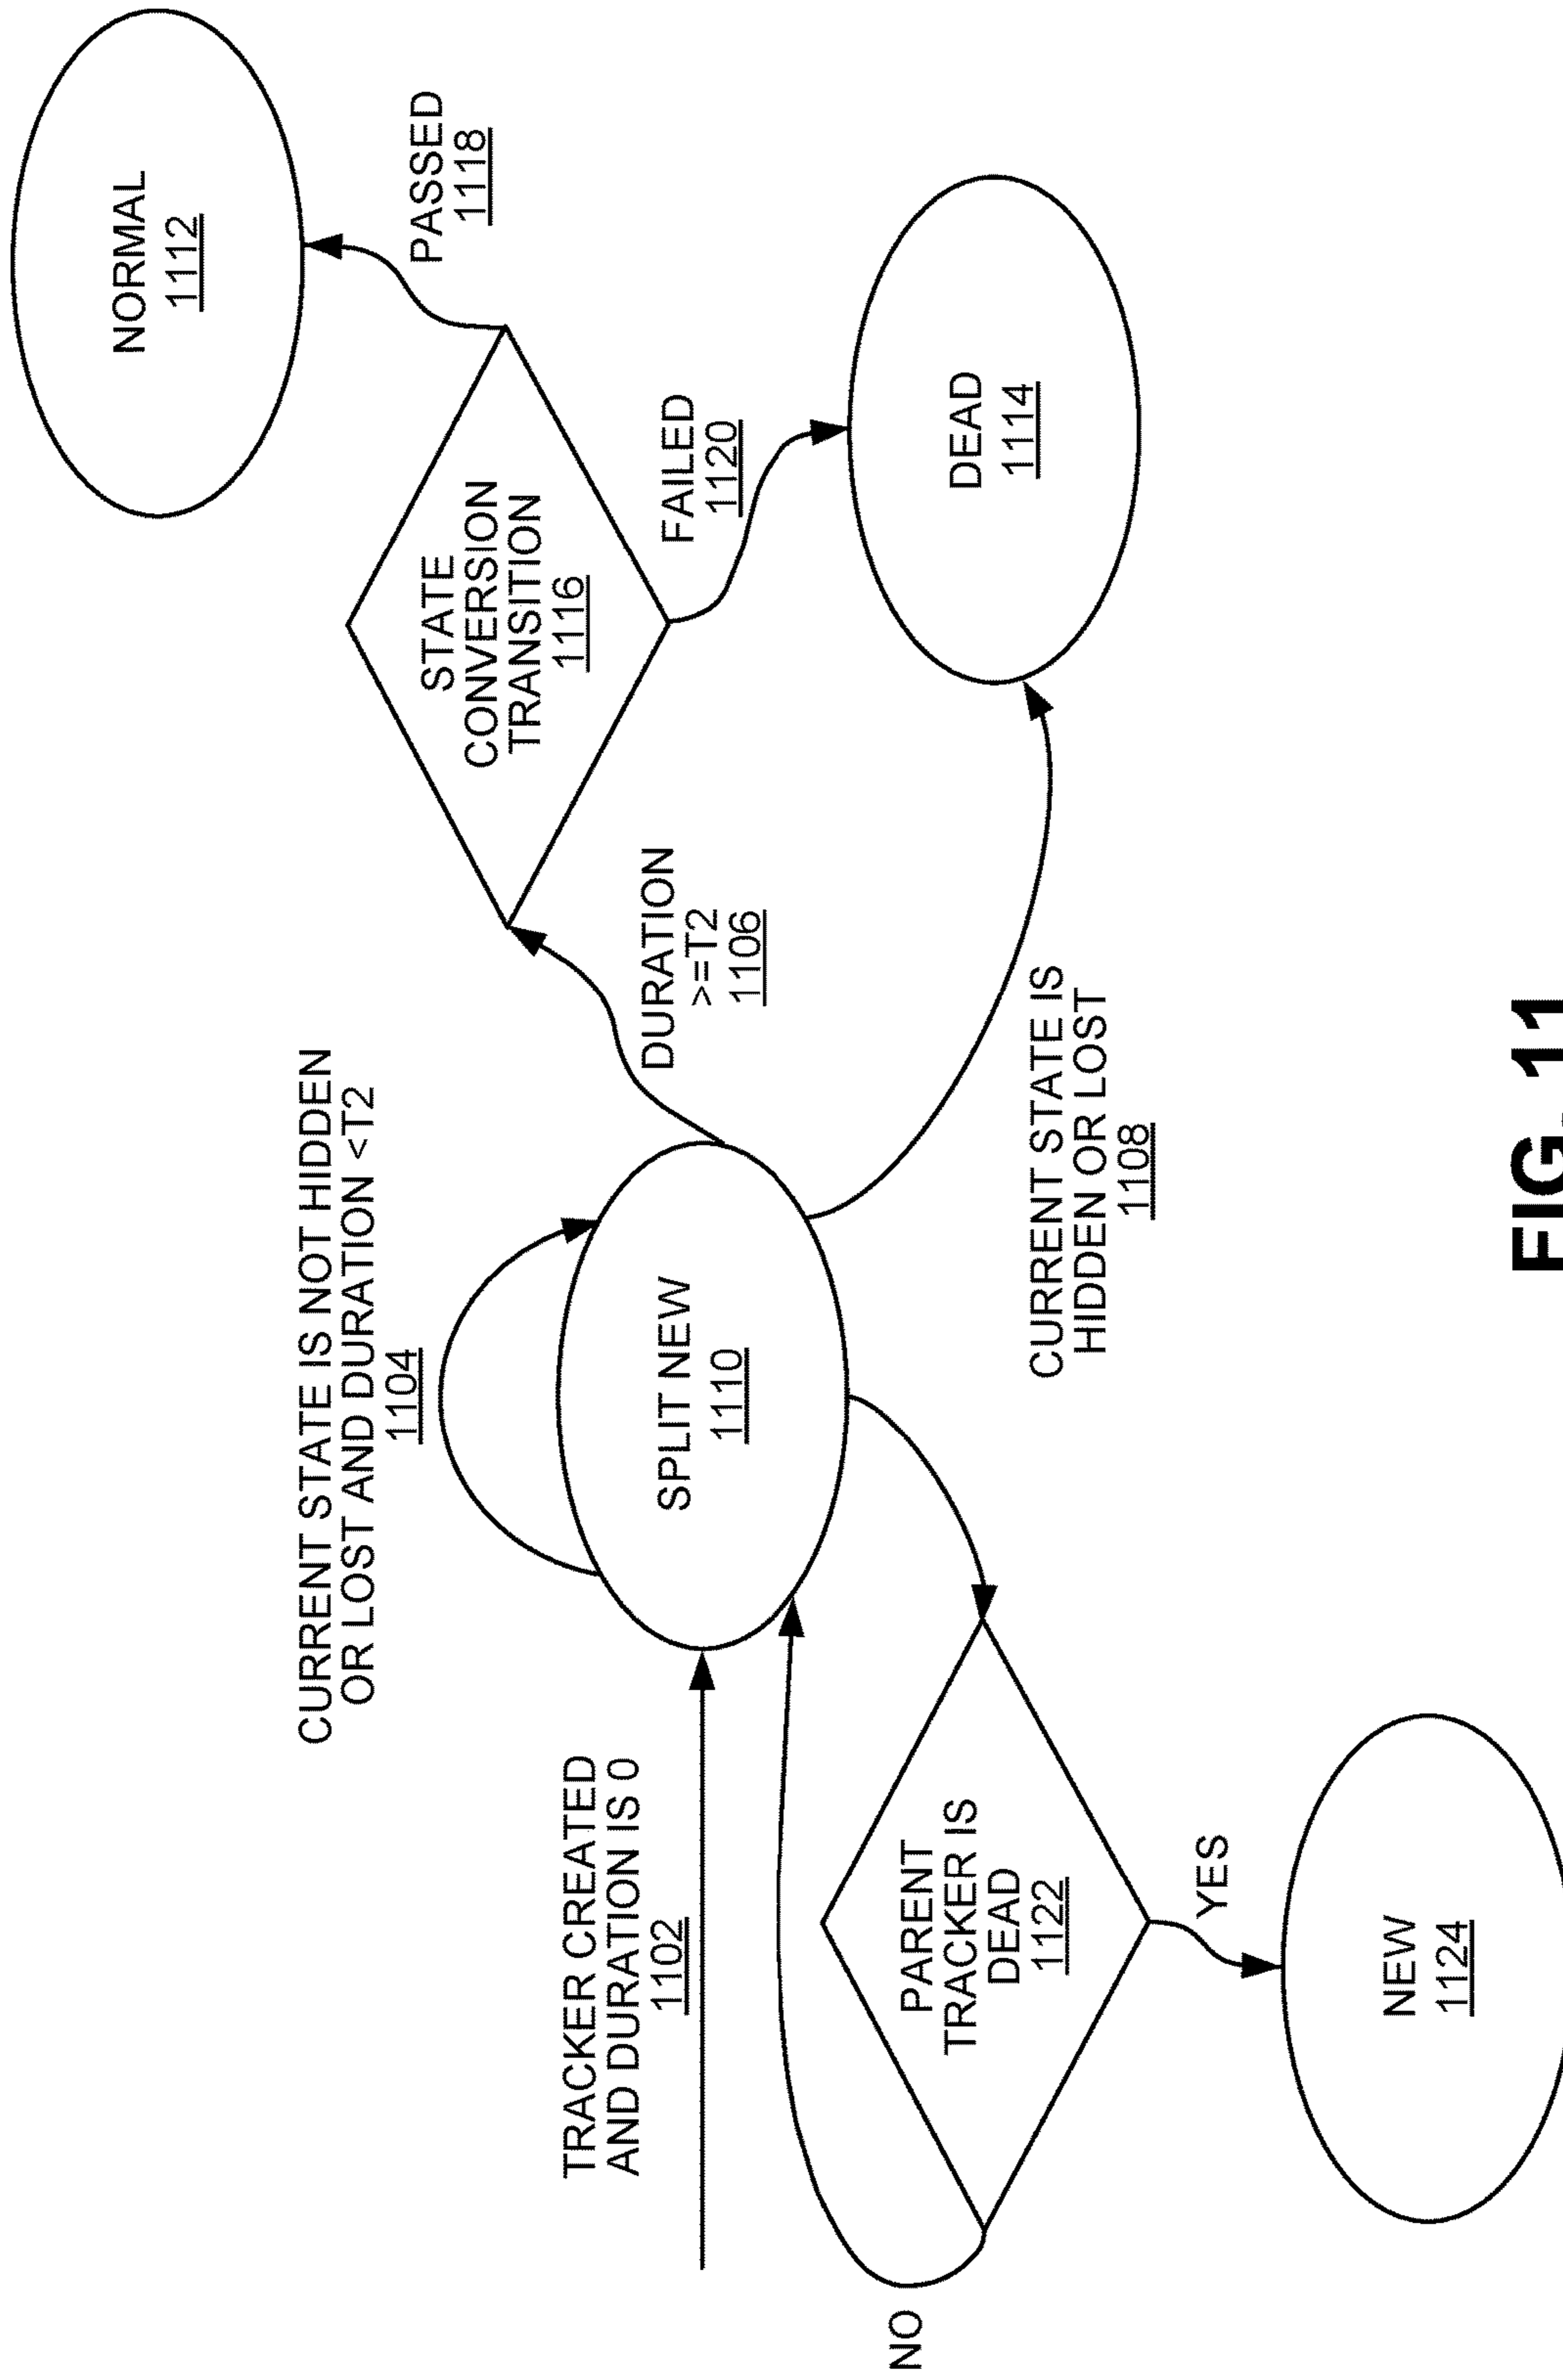 CURRENT STATE IS NOT HIDDEN
OR LOST AND DURATION <T2
1104
TRACKER CREATED
AND DURATION IS 0
1102
SPLIT NEW
1110
DURATION
>=T2
1106
STATE
CONVERSION
TRANSITION
1116
PASSED
1118
NORMAL
1112
FAILED
1120
DEAD
1114
CURRENT STATE IS
HIDDEN OR LOST
1108
NO
PARENT
TRACKER IS
DEAD
1122
YES
NEW
1124
FIG. 11